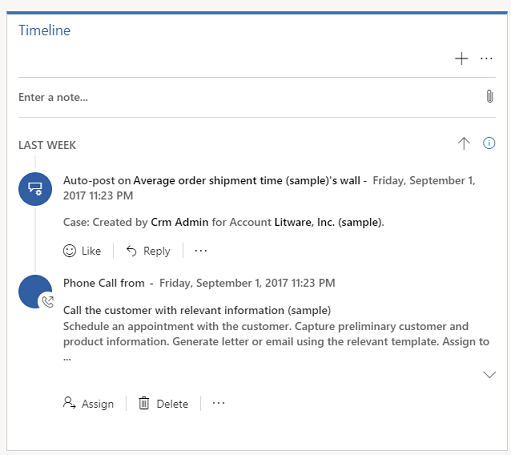 Timeline
Enter a note...
LAST WEEK
Auto-post on Average order shipment time (sample)'s wall - Friday, September 1,
2017 11:23 PM
Case: Created by Crm Admin for Account Litware, Inc. (sample).
Like Reply ...
Phone Call from - Friday, September 1, 2017 11:23 PM
Call the customer with relevant information (sample)
Schedule an appointment with the customer. Capture preliminary customer and
product information. Generate letter or email using the relevant template. Assign to
...
Assign Delete ...